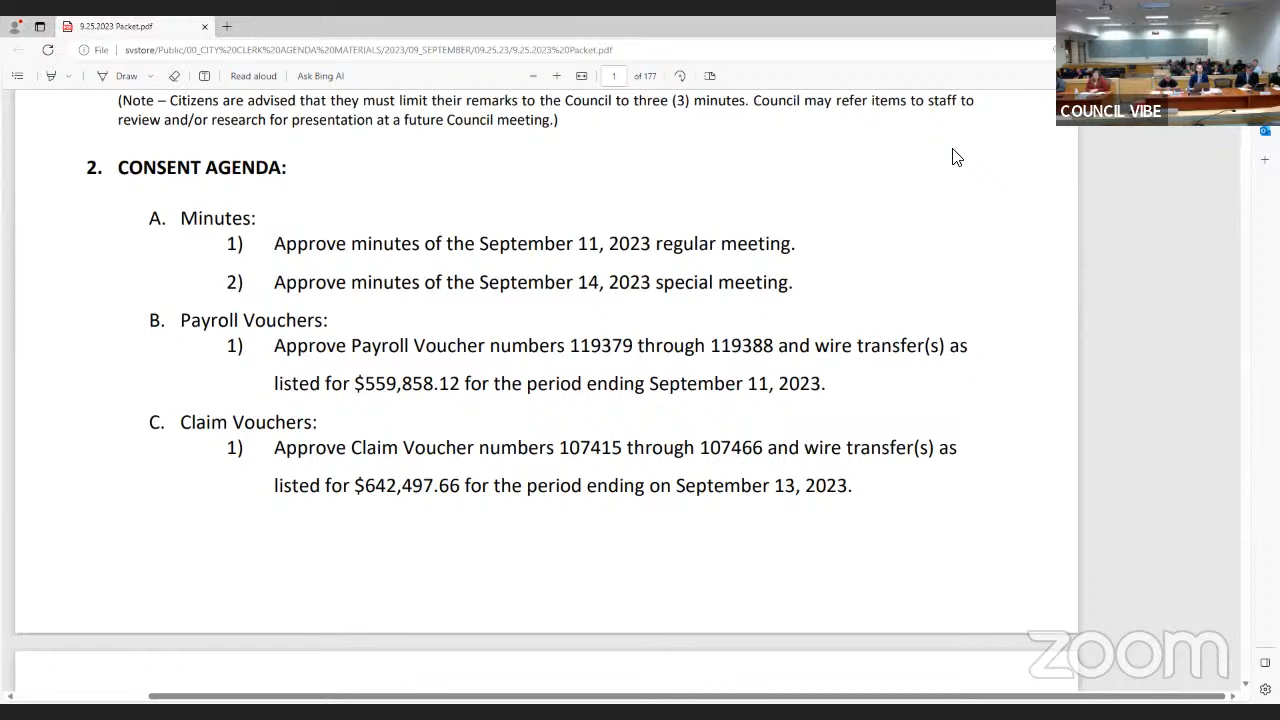 9.25.2023 Packet.pdf
File svstore/Public/00_CITY%20CLERK%20AGENDA%20MATERIALS/2023/09_SEPTEMBER/09.25.23/9.25.2023%20Packet.pdf
Draw Read aloud Ask Bing AI 1 of 177
(Note – Citizens are advised that they must limit their remarks to the Council to three (3) minutes. Council may refer items to staff to
review and/or research for presentation at a future Council meeting.)
COUNCIL VIBE
2. CONSENT AGENDA:
A. Minutes:
1) Approve minutes of the September 11, 2023 regular meeting.
2) Approve minutes of the September 14, 2023 special meeting.
B. Payroll Vouchers:
1) Approve Payroll Voucher numbers 119379 through 119388 and wire transfer(s) as
listed for $559,858.12 for the period ending September 11, 2023.
C. Claim Vouchers:
1) Approve Claim Voucher numbers 107415 through 107466 and wire transfer(s) as
listed for $642,497.66 for the period ending on September 13, 2023.
zoom